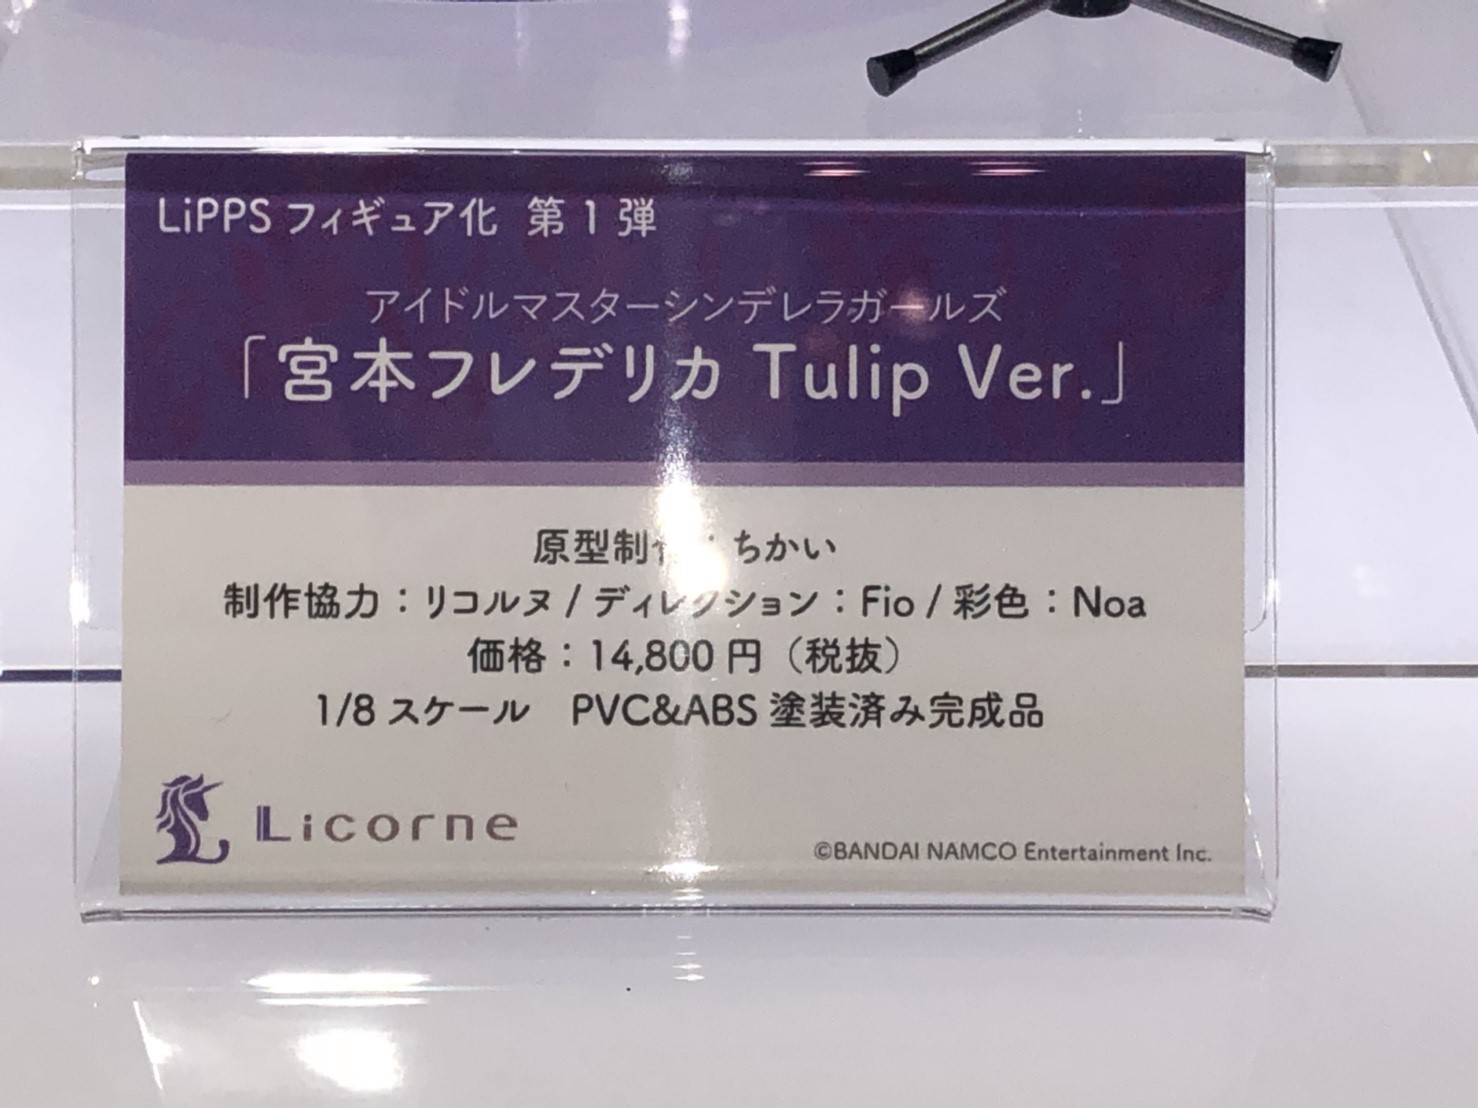 LiPPS フィギュア化 第1弾
アイドルマスターシンデレラガールズ
「宮本フレデリカ Tulip Ver.」
原型制作：ちかい
制作協力：リコルヌ / ディレクション：Fio / 彩色：Noa
価格：14,800円（税抜）
1/8 スケール　PVC&ABS 塗装済み完成品
Licorne
©BANDAI NAMCO Entertainment Inc.